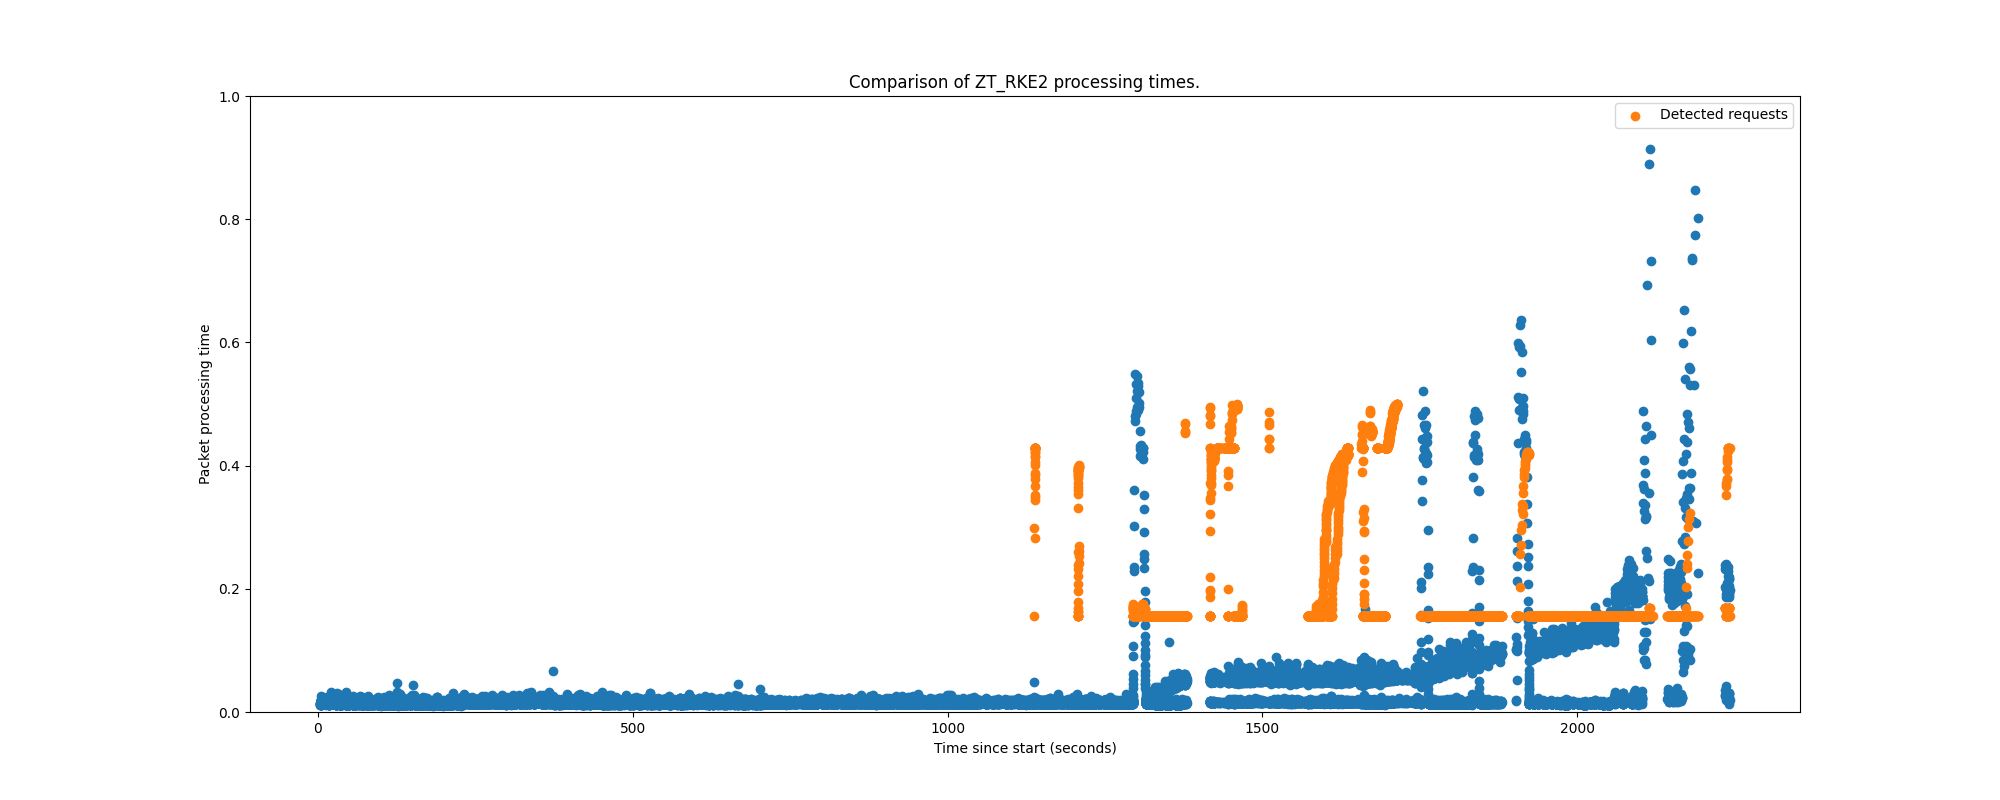 Comparison of ZT_RKE2 processing times.
Detected requests
Packet processing time
1.0
0.8
0.6
0.4
0.2
0.0
0 500 1000 1500 2000
Time since start (seconds)